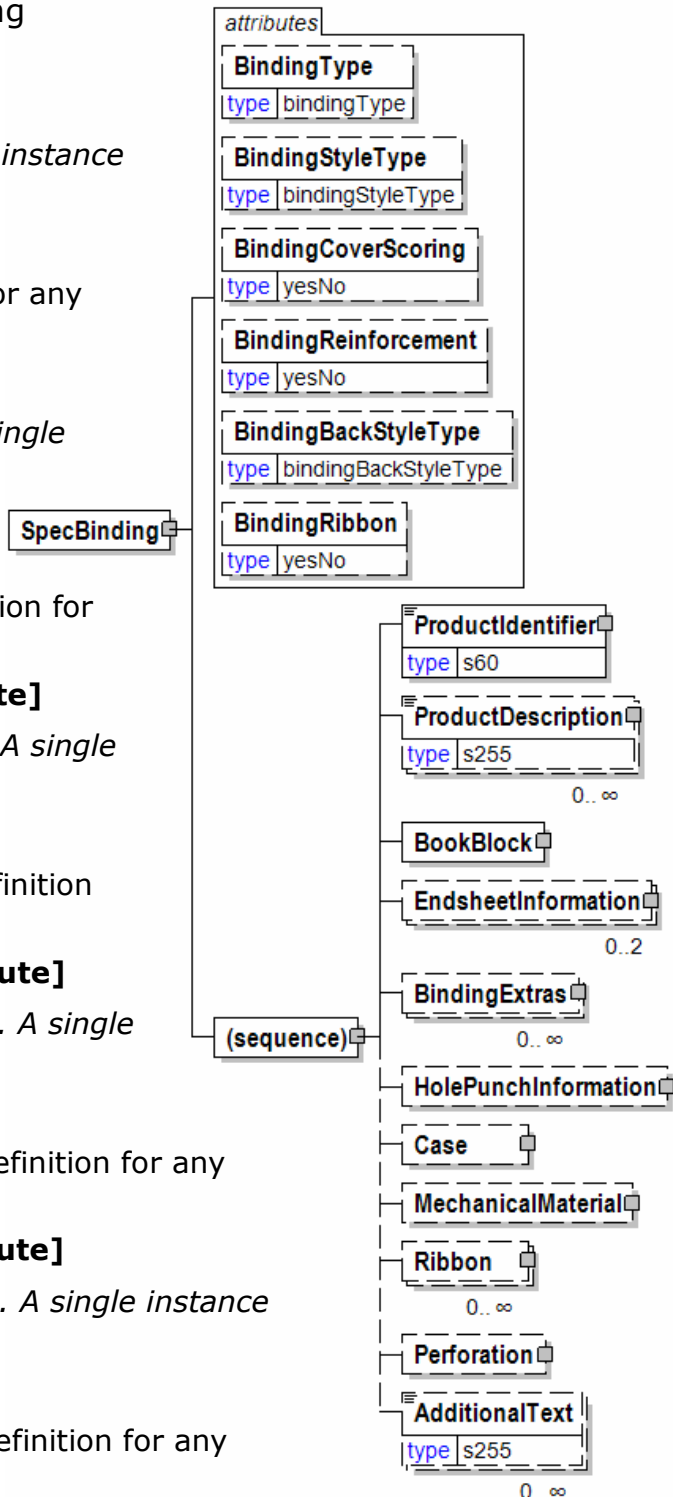 ng
instance
or any
ingle
ion for
te]
A single
finition
ute]
. A single
efinition for any
ute]
. A single instance
efinition for any
SpecBinding
attributes
BindingType
type bindingType
BindingStyleType
type bindingStyleType
BindingCoverScoring
type yesNo
BindingReinforcement
type yesNo
BindingBackStyleType
type bindingBackStyleType
BindingRibbon
type yesNo
(sequence)
ProductIdentifier
type s60
ProductDescription
type s255
0.. ∞
BookBlock
EndsheetInformation
0..2
BindingExtras
0.. ∞
HolePunchInformation
Case
MechanicalMaterial
Ribbon
0.. ∞
Perforation
AdditionalText
type s255
0.. ∞